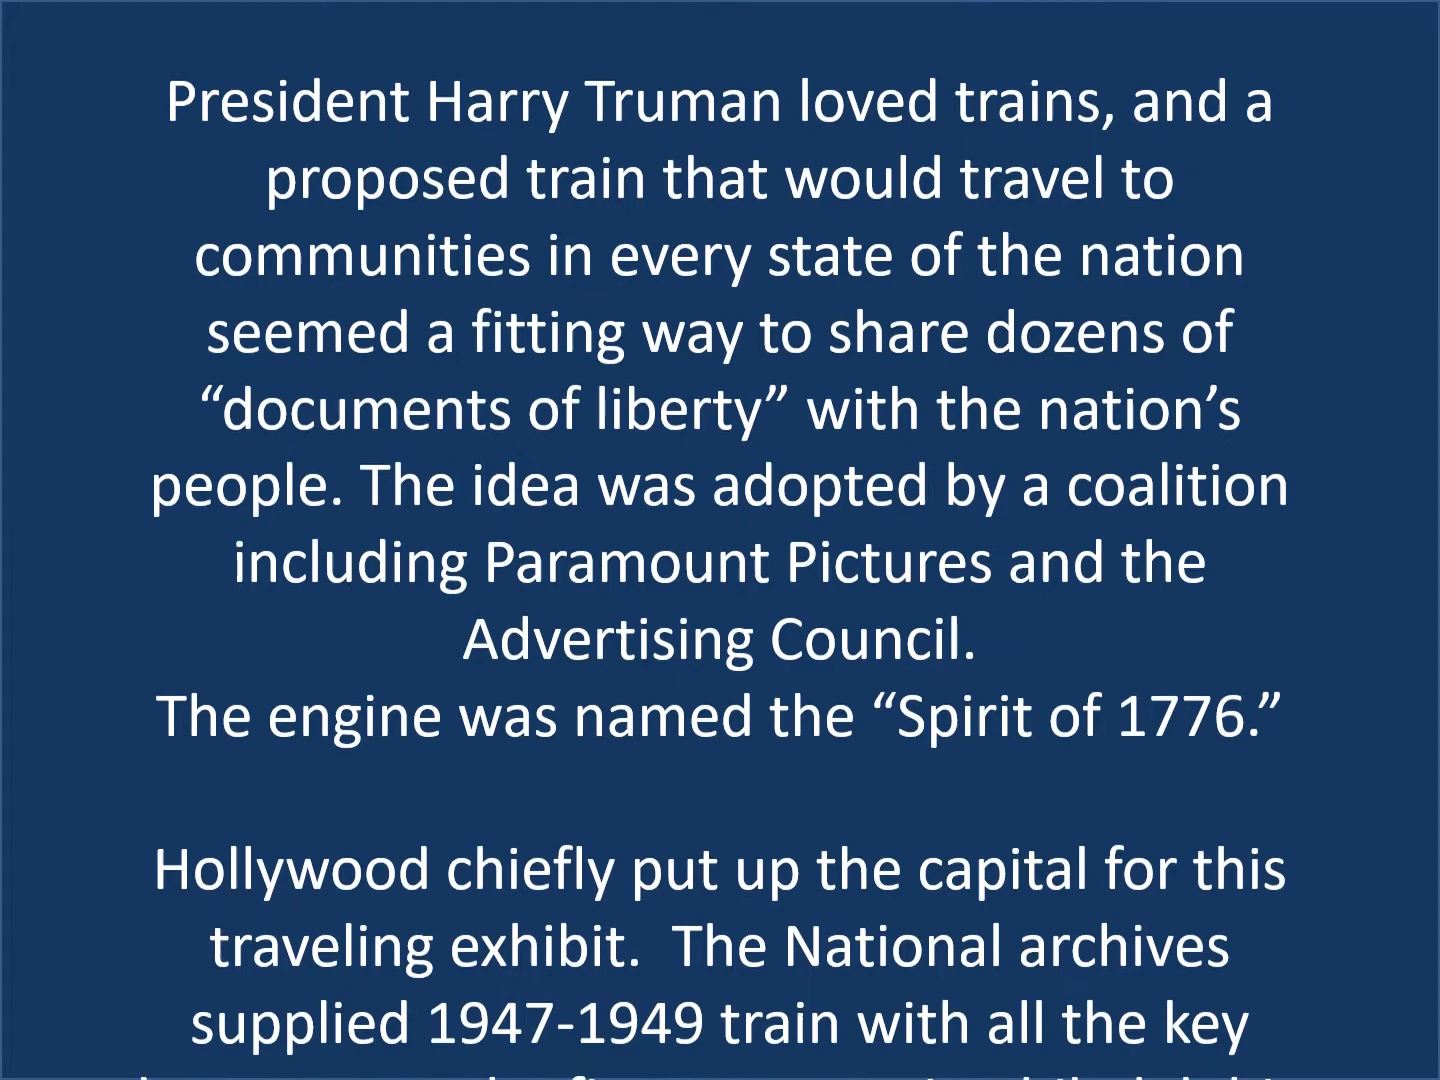 President Harry Truman loved trains, and a
proposed train that would travel to
communities in every state of the nation
seemed a fitting way to share dozens of
“documents of liberty” with the nation’s
people. The idea was adopted by a coalition
including Paramount Pictures and the
Advertising Council.
The engine was named the “Spirit of 1776.”
Hollywood chiefly put up the capital for this
traveling exhibit.  The National archives
supplied 1947-1949 train with all the key